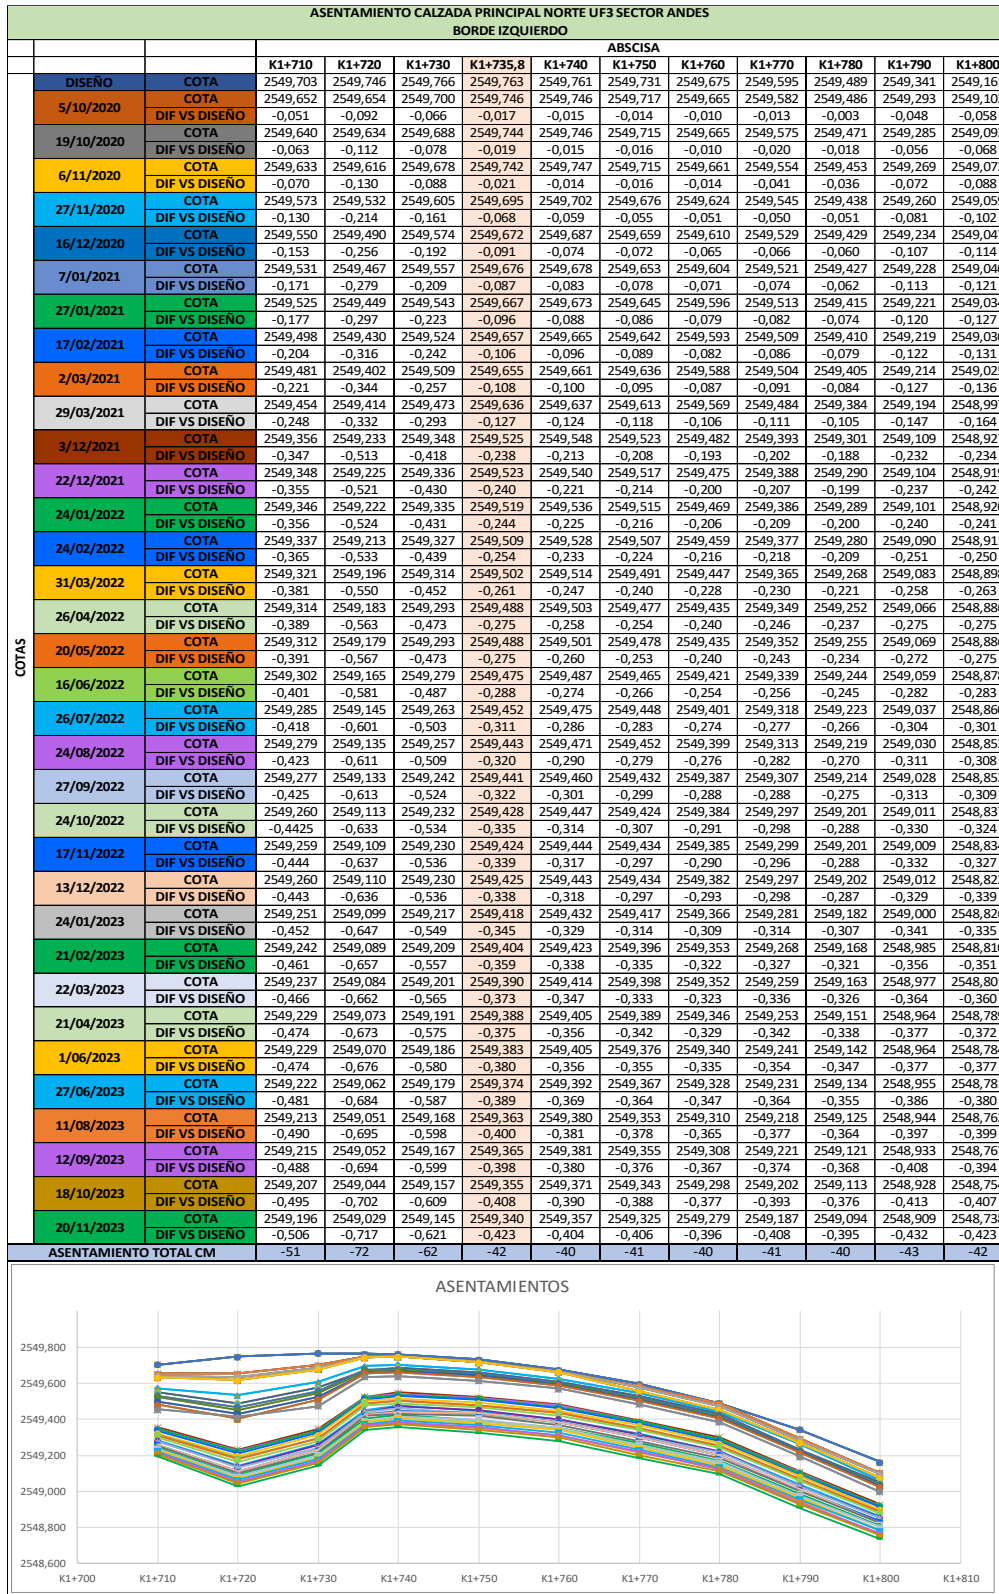 ASENTAMIENTO CALZADA PRINCIPAL NORTE UF3 SECTOR ANDES
BORDE IZQUIERDO
ABSCISA
K1+710 K1+720 K1+730 K1+735,8 K1+740 K1+750 K1+760 K1+770 K1+780 K1+790 K1+800
COTAS
DISEÑO COTA 2549,703 2549,746 2549,766 2549,763 2549,761 2549,731 2549,675 2549,595 2549,489 2549,341 2549,16
5/10/2020
COTA 2549,652 2549,654 2549,700 2549,746 2549,746 2549,717 2549,665 2549,582 2549,486 2549,293 2549,10
DIF VS DISEÑO -0,051 -0,092 -0,066 -0,017 -0,015 -0,014 -0,010 -0,013 -0,003 -0,048 -0,058
19/10/2020
COTA 2549,640 2549,634 2549,688 2549,744 2549,746 2549,715 2549,665 2549,575 2549,471 2549,285 2549,09
DIF VS DISEÑO -0,063 -0,112 -0,078 -0,019 -0,015 -0,016 -0,010 -0,020 -0,018 -0,056 -0,068
6/11/2020
COTA 2549,633 2549,616 2549,678 2549,742 2549,747 2549,715 2549,661 2549,554 2549,453 2549,269 2549,07
DIF VS DISEÑO -0,070 -0,130 -0,088 -0,021 -0,014 -0,016 -0,014 -0,041 -0,036 -0,072 -0,088
27/11/2020
COTA 2549,573 2549,532 2549,605 2549,695 2549,702 2549,676 2549,624 2549,545 2549,438 2549,260 2549,059
DIF VS DISEÑO -0,130 -0,214 -0,161 -0,068 -0,059 -0,055 -0,051 -0,050 -0,051 -0,081 -0,102
16/12/2020
COTA 2549,550 2549,490 2549,574 2549,672 2549,687 2549,659 2549,610 2549,529 2549,429 2549,234 2549,04
DIF VS DISEÑO -0,153 -0,256 -0,192 -0,091 -0,074 -0,072 -0,065 -0,066 -0,060 -0,107 -0,114
7/01/2021
COTA 2549,531 2549,467 2549,557 2549,676 2549,678 2549,653 2549,604 2549,521 2549,427 2549,228 2549,040
DIF VS DISEÑO -0,171 -0,279 -0,209 -0,087 -0,083 -0,078 -0,071 -0,074 -0,062 -0,113 -0,121
27/01/2021
COTA 2549,525 2549,449 2549,543 2549,667 2549,673 2549,645 2549,596 2549,513 2549,415 2549,221 2549,034
DIF VS DISEÑO -0,177 -0,297 -0,223 -0,096 -0,088 -0,086 -0,079 -0,082 -0,074 -0,120 -0,127
17/02/2021
COTA 2549,498 2549,430 2549,524 2549,657 2549,665 2549,642 2549,593 2549,509 2549,410 2549,219 2549,030
DIF VS DISEÑO -0,204 -0,316 -0,242 -0,106 -0,096 -0,089 -0,082 -0,086 -0,079 -0,122 -0,131
2/03/2021
COTA 2549,481 2549,402 2549,509 2549,655 2549,661 2549,636 2549,588 2549,504 2549,405 2549,214 2549,025
DIF VS DISEÑO -0,221 -0,344 -0,257 -0,108 -0,100 -0,095 -0,087 -0,091 -0,084 -0,127 -0,136
29/03/2021
COTA 2549,454 2549,414 2549,473 2549,636 2549,637 2549,613 2549,569 2549,484 2549,384 2549,194 2548,99
DIF VS DISEÑO -0,248 -0,332 -0,293 -0,127 -0,124 -0,118 -0,106 -0,111 -0,105 -0,147 -0,164
3/12/2021
COTA 2549,356 2549,233 2549,348 2549,525 2549,548 2549,523 2549,482 2549,393 2549,301 2549,109 2548,92
DIF VS DISEÑO -0,347 -0,513 -0,418 -0,238 -0,213 -0,208 -0,193 -0,202 -0,188 -0,232 -0,234
22/12/2021
COTA 2549,348 2549,225 2549,336 2549,523 2549,540 2549,517 2549,475 2549,388 2549,290 2549,104 2548,919
DIF VS DISEÑO -0,355 -0,521 -0,430 -0,240 -0,221 -0,214 -0,200 -0,207 -0,199 -0,237 -0,242
24/01/2022
COTA 2549,346 2549,222 2549,335 2549,519 2549,536 2549,515 2549,469 2549,386 2549,289 2549,101 2548,920
DIF VS DISEÑO -0,356 -0,524 -0,431 -0,244 -0,225 -0,216 -0,206 -0,209 -0,200 -0,240 -0,241
24/02/2022
COTA 2549,337 2549,213 2549,327 2549,509 2549,528 2549,507 2549,459 2549,377 2549,280 2549,090 2548,91
DIF VS DISEÑO -0,365 -0,533 -0,439 -0,254 -0,233 -0,224 -0,216 -0,218 -0,209 -0,251 -0,250
31/03/2022
COTA 2549,321 2549,196 2549,314 2549,502 2549,514 2549,491 2549,447 2549,365 2549,268 2549,083 2548,898
DIF VS DISEÑO -0,381 -0,550 -0,452 -0,261 -0,247 -0,240 -0,228 -0,230 -0,221 -0,258 -0,263
26/04/2022
COTA 2549,314 2549,183 2549,293 2549,488 2549,503 2549,477 2549,435 2549,349 2549,252 2549,066 2548,886
DIF VS DISEÑO -0,389 -0,563 -0,473 -0,275 -0,258 -0,254 -0,240 -0,246 -0,237 -0,275 -0,275
20/05/2022
COTA 2549,312 2549,179 2549,293 2549,488 2549,501 2549,478 2549,435 2549,352 2549,255 2549,069 2548,886
DIF VS DISEÑO -0,391 -0,567 -0,473 -0,275 -0,260 -0,253 -0,240 -0,243 -0,234 -0,272 -0,275
16/06/2022
COTA 2549,302 2549,165 2549,279 2549,475 2549,487 2549,465 2549,421 2549,339 2549,244 2549,059 2548,878
DIF VS DISEÑO -0,401 -0,581 -0,487 -0,288 -0,274 -0,266 -0,254 -0,256 -0,245 -0,282 -0,283
26/07/2022
COTA 2549,285 2549,145 2549,263 2549,452 2549,475 2549,448 2549,401 2549,318 2549,223 2549,037 2548,860
DIF VS DISEÑO -0,418 -0,601 -0,503 -0,311 -0,286 -0,283 -0,274 -0,277 -0,266 -0,304 -0,301
24/08/2022
COTA 2549,279 2549,135 2549,257 2549,443 2549,471 2549,452 2549,399 2549,313 2549,219 2549,030 2548,85
DIF VS DISEÑO -0,423 -0,611 -0,509 -0,320 -0,290 -0,279 -0,276 -0,282 -0,270 -0,311 -0,308
27/09/2022
COTA 2549,277 2549,133 2549,242 2549,441 2549,460 2549,432 2549,387 2549,307 2549,214 2549,028 2548,85
DIF VS DISEÑO -0,425 -0,613 -0,524 -0,322 -0,301 -0,299 -0,288 -0,288 -0,275 -0,313 -0,309
24/10/2022
COTA 2549,260 2549,113 2549,232 2549,428 2549,447 2549,424 2549,384 2549,297 2549,201 2549,011 2548,83
DIF VS DISEÑO -0,4425 -0,633 -0,534 -0,335 -0,314 -0,307 -0,291 -0,298 -0,288 -0,330 -0,324
17/11/2022
COTA 2549,259 2549,109 2549,230 2549,424 2549,444 2549,434 2549,385 2549,299 2549,201 2549,009 2548,834
DIF VS DISEÑO -0,444 -0,637 -0,536 -0,339 -0,317 -0,297 -0,290 -0,296 -0,288 -0,332 -0,327
13/12/2022
COTA 2549,260 2549,110 2549,230 2549,425 2549,443 2549,434 2549,382 2549,297 2549,202 2549,012 2548,82
DIF VS DISEÑO -0,443 -0,636 -0,536 -0,338 -0,318 -0,297 -0,293 -0,298 -0,287 -0,329 -0,339
24/01/2023
COTA 2549,251 2549,099 2549,217 2549,418 2549,432 2549,417 2549,366 2549,281 2549,182 2549,000 2548,826
DIF VS DISEÑO -0,452 -0,647 -0,549 -0,345 -0,329 -0,314 -0,309 -0,314 -0,307 -0,341 -0,335
21/02/2023
COTA 2549,242 2549,089 2549,209 2549,404 2549,423 2549,396 2549,353 2549,268 2549,168 2548,985 2548,810
DIF VS DISEÑO -0,461 -0,657 -0,557 -0,359 -0,338 -0,335 -0,322 -0,327 -0,321 -0,356 -0,351
22/03/2023
COTA 2549,237 2549,084 2549,201 2549,390 2549,414 2549,398 2549,352 2549,259 2549,163 2548,977 2548,80
DIF VS DISEÑO -0,466 -0,662 -0,565 -0,373 -0,347 -0,333 -0,323 -0,336 -0,326 -0,364 -0,360
21/04/2023
COTA 2549,229 2549,073 2549,191 2549,388 2549,405 2549,389 2549,346 2549,253 2549,151 2548,964 2548,789
DIF VS DISEÑO -0,474 -0,673 -0,575 -0,375 -0,356 -0,342 -0,329 -0,342 -0,338 -0,377 -0,372
1/06/2023
COTA 2549,229 2549,070 2549,186 2549,383 2549,405 2549,376 2549,340 2549,241 2549,142 2548,964 2548,784
DIF VS DISEÑO -0,474 -0,676 -0,580 -0,380 -0,356 -0,355 -0,335 -0,354 -0,347 -0,377 -0,377
27/06/2023
COTA 2549,222 2549,062 2549,179 2549,374 2549,392 2549,367 2549,328 2549,231 2549,134 2548,955 2548,78
DIF VS DISEÑO -0,481 -0,684 -0,587 -0,389 -0,369 -0,364 -0,347 -0,364 -0,355 -0,386 -0,380
11/08/2023
COTA 2549,213 2549,051 2549,168 2549,363 2549,380 2549,353 2549,310 2549,218 2549,125 2548,944 2548,76
DIF VS DISEÑO -0,490 -0,695 -0,598 -0,400 -0,381 -0,378 -0,365 -0,377 -0,364 -0,397 -0,399
12/09/2023
COTA 2549,215 2549,052 2549,167 2549,365 2549,381 2549,355 2549,308 2549,221 2549,121 2548,933 2548,76
DIF VS DISEÑO -0,488 -0,694 -0,599 -0,398 -0,380 -0,376 -0,367 -0,374 -0,368 -0,408 -0,394
18/10/2023
COTA 2549,207 2549,044 2549,157 2549,355 2549,371 2549,343 2549,298 2549,202 2549,113 2548,928 2548,754
DIF VS DISEÑO -0,495 -0,702 -0,609 -0,408 -0,390 -0,388 -0,377 -0,393 -0,376 -0,413 -0,407
20/11/2023
COTA 2549,196 2549,029 2549,145 2549,340 2549,357 2549,325 2549,279 2549,187 2549,094 2548,909 2548,738
DIF VS DISEÑO -0,506 -0,717 -0,621 -0,423 -0,404 -0,406 -0,396 -0,408 -0,395 -0,432 -0,423
ASENTAMIENTO TOTAL CM -51 -72 -62 -42 -40 -41 -40 -41 -40 -43 -42
ASENTAMIENTOS
2549,800
2549,600
2549,400
2549,200
2549,000
2548,800
2548,600
K1+700 K1+710 K1+720 K1+730 K1+740 K1+750 K1+760 K1+770 K1+780 K1+790 K1+800 K1+810